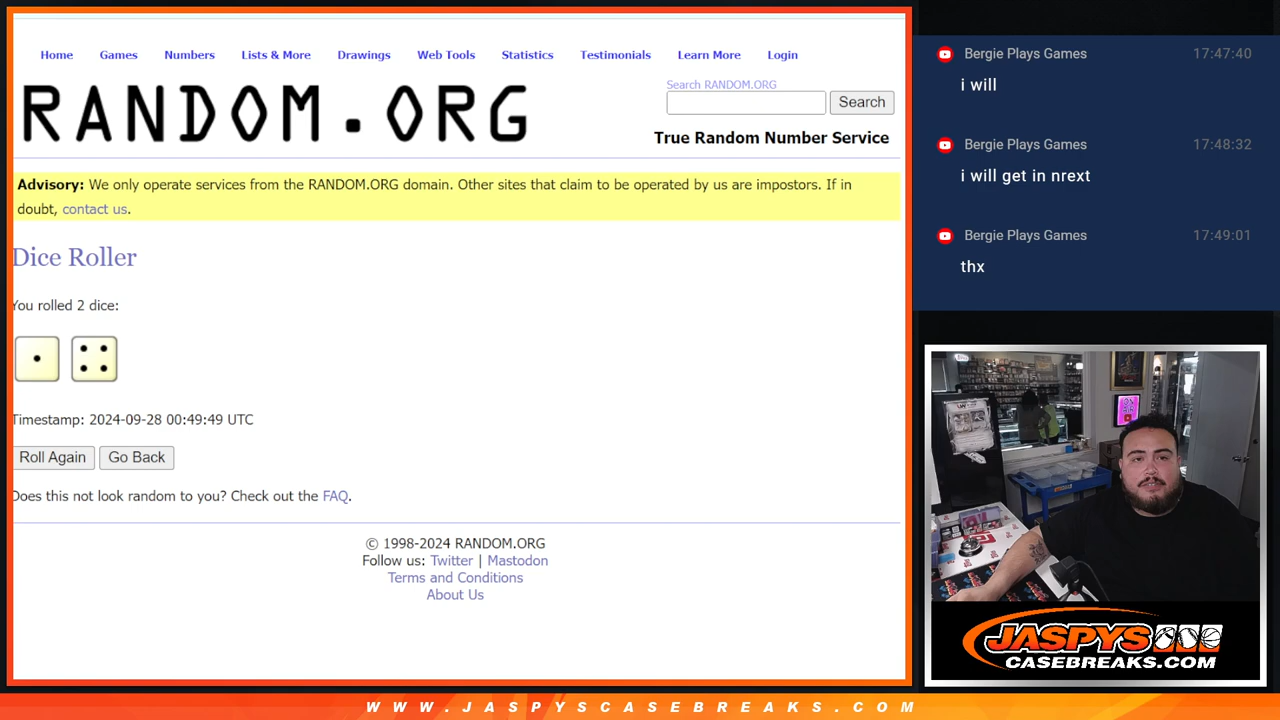 Home Games Numbers Lists & More Drawings Web Tools Statistics Testimonials Learn More Login
Search RANDOM.ORG
Search
RANDOM.ORG
True Random Number Service
Advisory: We only operate services from the RANDOM.ORG domain. Other sites that claim to be operated by us are impostors. If in
doubt, contact us.
Dice Roller
You rolled 2 dice:
Timestamp: 2024-09-28 00:49:49 UTC
Roll Again Go Back
Does this not look random to you? Check out the FAQ.
© 1998-2024 RANDOM.ORG
Follow us: Twitter | Mastodon
Terms and Conditions
About Us
Bergie Plays Games 17:47:40
i will
Bergie Plays Games 17:48:32
i will get in nrext
Bergie Plays Games 17:49:01
thx
JASPYS
CASEBREAKS.COM
WWW.JASPYSCASEBREAKS.COM